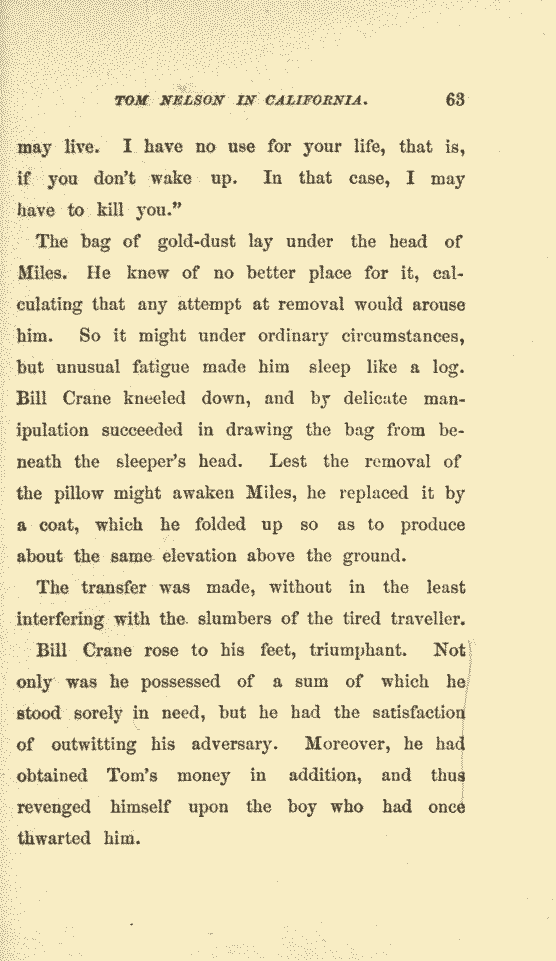 TOM NELSON IN CALIFORNIA. 63
may live. I have no use for your life, that is,
if you don't wake up. In that case, I may
have to kill you."
The bag of gold-dust lay under the head of
Miles. He knew of no better place for it, cal-
culating that any attempt at removal would arouse
him. So it might under ordinary circumstances,
but unusual fatigue made him sleep like a log.
Bill Crane kneeled down, and by delicate man-
ipulation succeeded in drawing the bag from be-
neath the sleeper's head. Lest the removal of
the pillow might awaken Miles, he replaced it by
a coat, which he folded up so as to produce
about the same elevation above the ground.
The transfer was made, without in the least
interfering with the slumbers of the tired traveller.
Bill Crane rose to his feet, triumphant. Not
only was he possessed of a sum of which he
stood sorely in need, but he had the satisfaction
of outwitting his adversary. Moreover, he had
obtained Tom's money in addition, and thus
revenged himself upon the boy who had once
thwarted him.